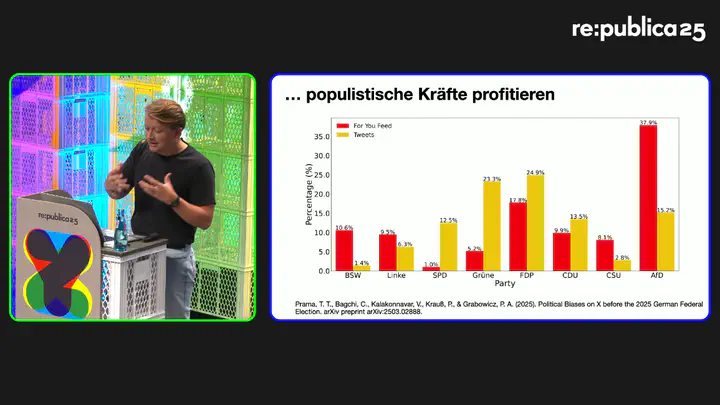 re:publica25
... populistische Kräfte profitieren
For You Feed
Tweets
Percentage (%)
35.0
30.0
25.0
20.0
15.0
10.0
5.0
0.0
10.6%
1.4%
9.5%
6.3%
1.0%
12.5%
5.2%
23.3%
17.8%
24.9%
9.9%
13.5%
8.1%
2.8%
37.9%
15.2%
BSW
Linke
SPD
Grüne
FDP
CDU
CSU
AfD
Party
Prama, T. T., Bagchi, C., Kalakonnavar, V., Krauß, P., & Grabowicz, P. A. (2025). Political Biases on X before the 2025 German Federal
Election. arXiv preprint arXiv:2503.02888.
re:publica25